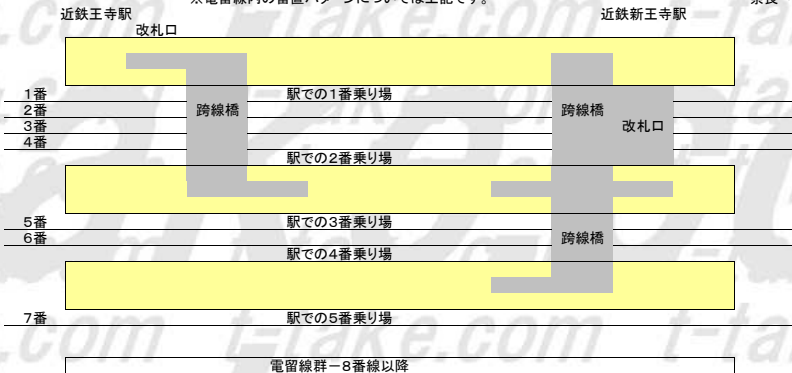 近鉄王寺駅
近鉄新王寺駅
改札口
1番
駅での1番乗り場
2番
跨線橋
跨線橋
3番
改札口
4番
駅での2番乗り場
5番
駅での3番乗り場
6番
跨線橋
駅での4番乗り場
7番
駅での5番乗り場
電留線群－8番線以降
t-take.com